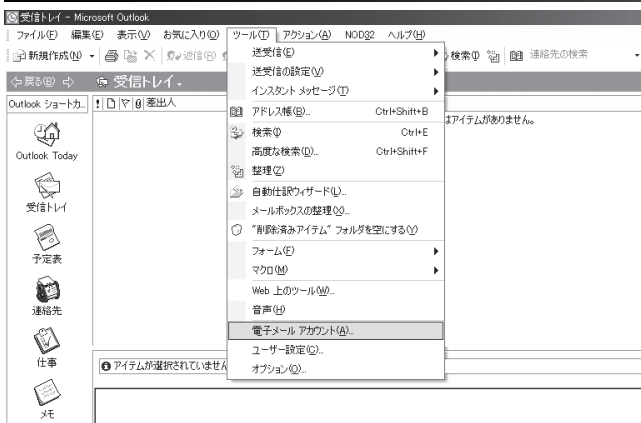 受信トレイ - Microsoft Outlook
ファイル(F) 編集(E) 表示(V) お気に入り(O) ツール(T) アクション(A) NOD32 ヘルプ(H)
新規作成(N) 返信(R) 検索(I) 連絡先の検索
戻る(B) 受信トレイ.
Outlook ショートカ...
差出人
送受信(E)
送受信の設定(V)
インスタント メッセージ(T)
アドレス帳(B)... Ctrl+Shift+B
はアイテムがありません。
検索(I) Ctrl+E
高度な検索(D)... Ctrl+Shift+F
整理(Z)
自動仕訳ウィザード(L)...
メールボックスの整理(X)...
"削除済みアイテム" フォルダを空にする(Y)
フォーム(F)
マクロ(M)
Web 上のツール(W)...
音声(H)
電子メール アカウント(A)...
ユーザー設定(C)...
オプション(O)...
Outlook Today
受信トレイ
予定表
連絡先
仕事
メモ
アイテムが選択されていません